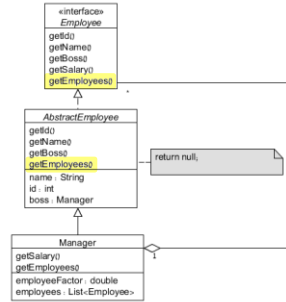 «interface»
Employee
getId()
getName()
getBoss()
getSalary()
getEmployees()
*
AbstractEmployee
getId()
getName()
getBoss()
getEmployees()
name : String
id : int
boss : Manager
return null;
Manager
getSalary()
getEmployees()
employeeFactor : double
employees : List<Employee>
1